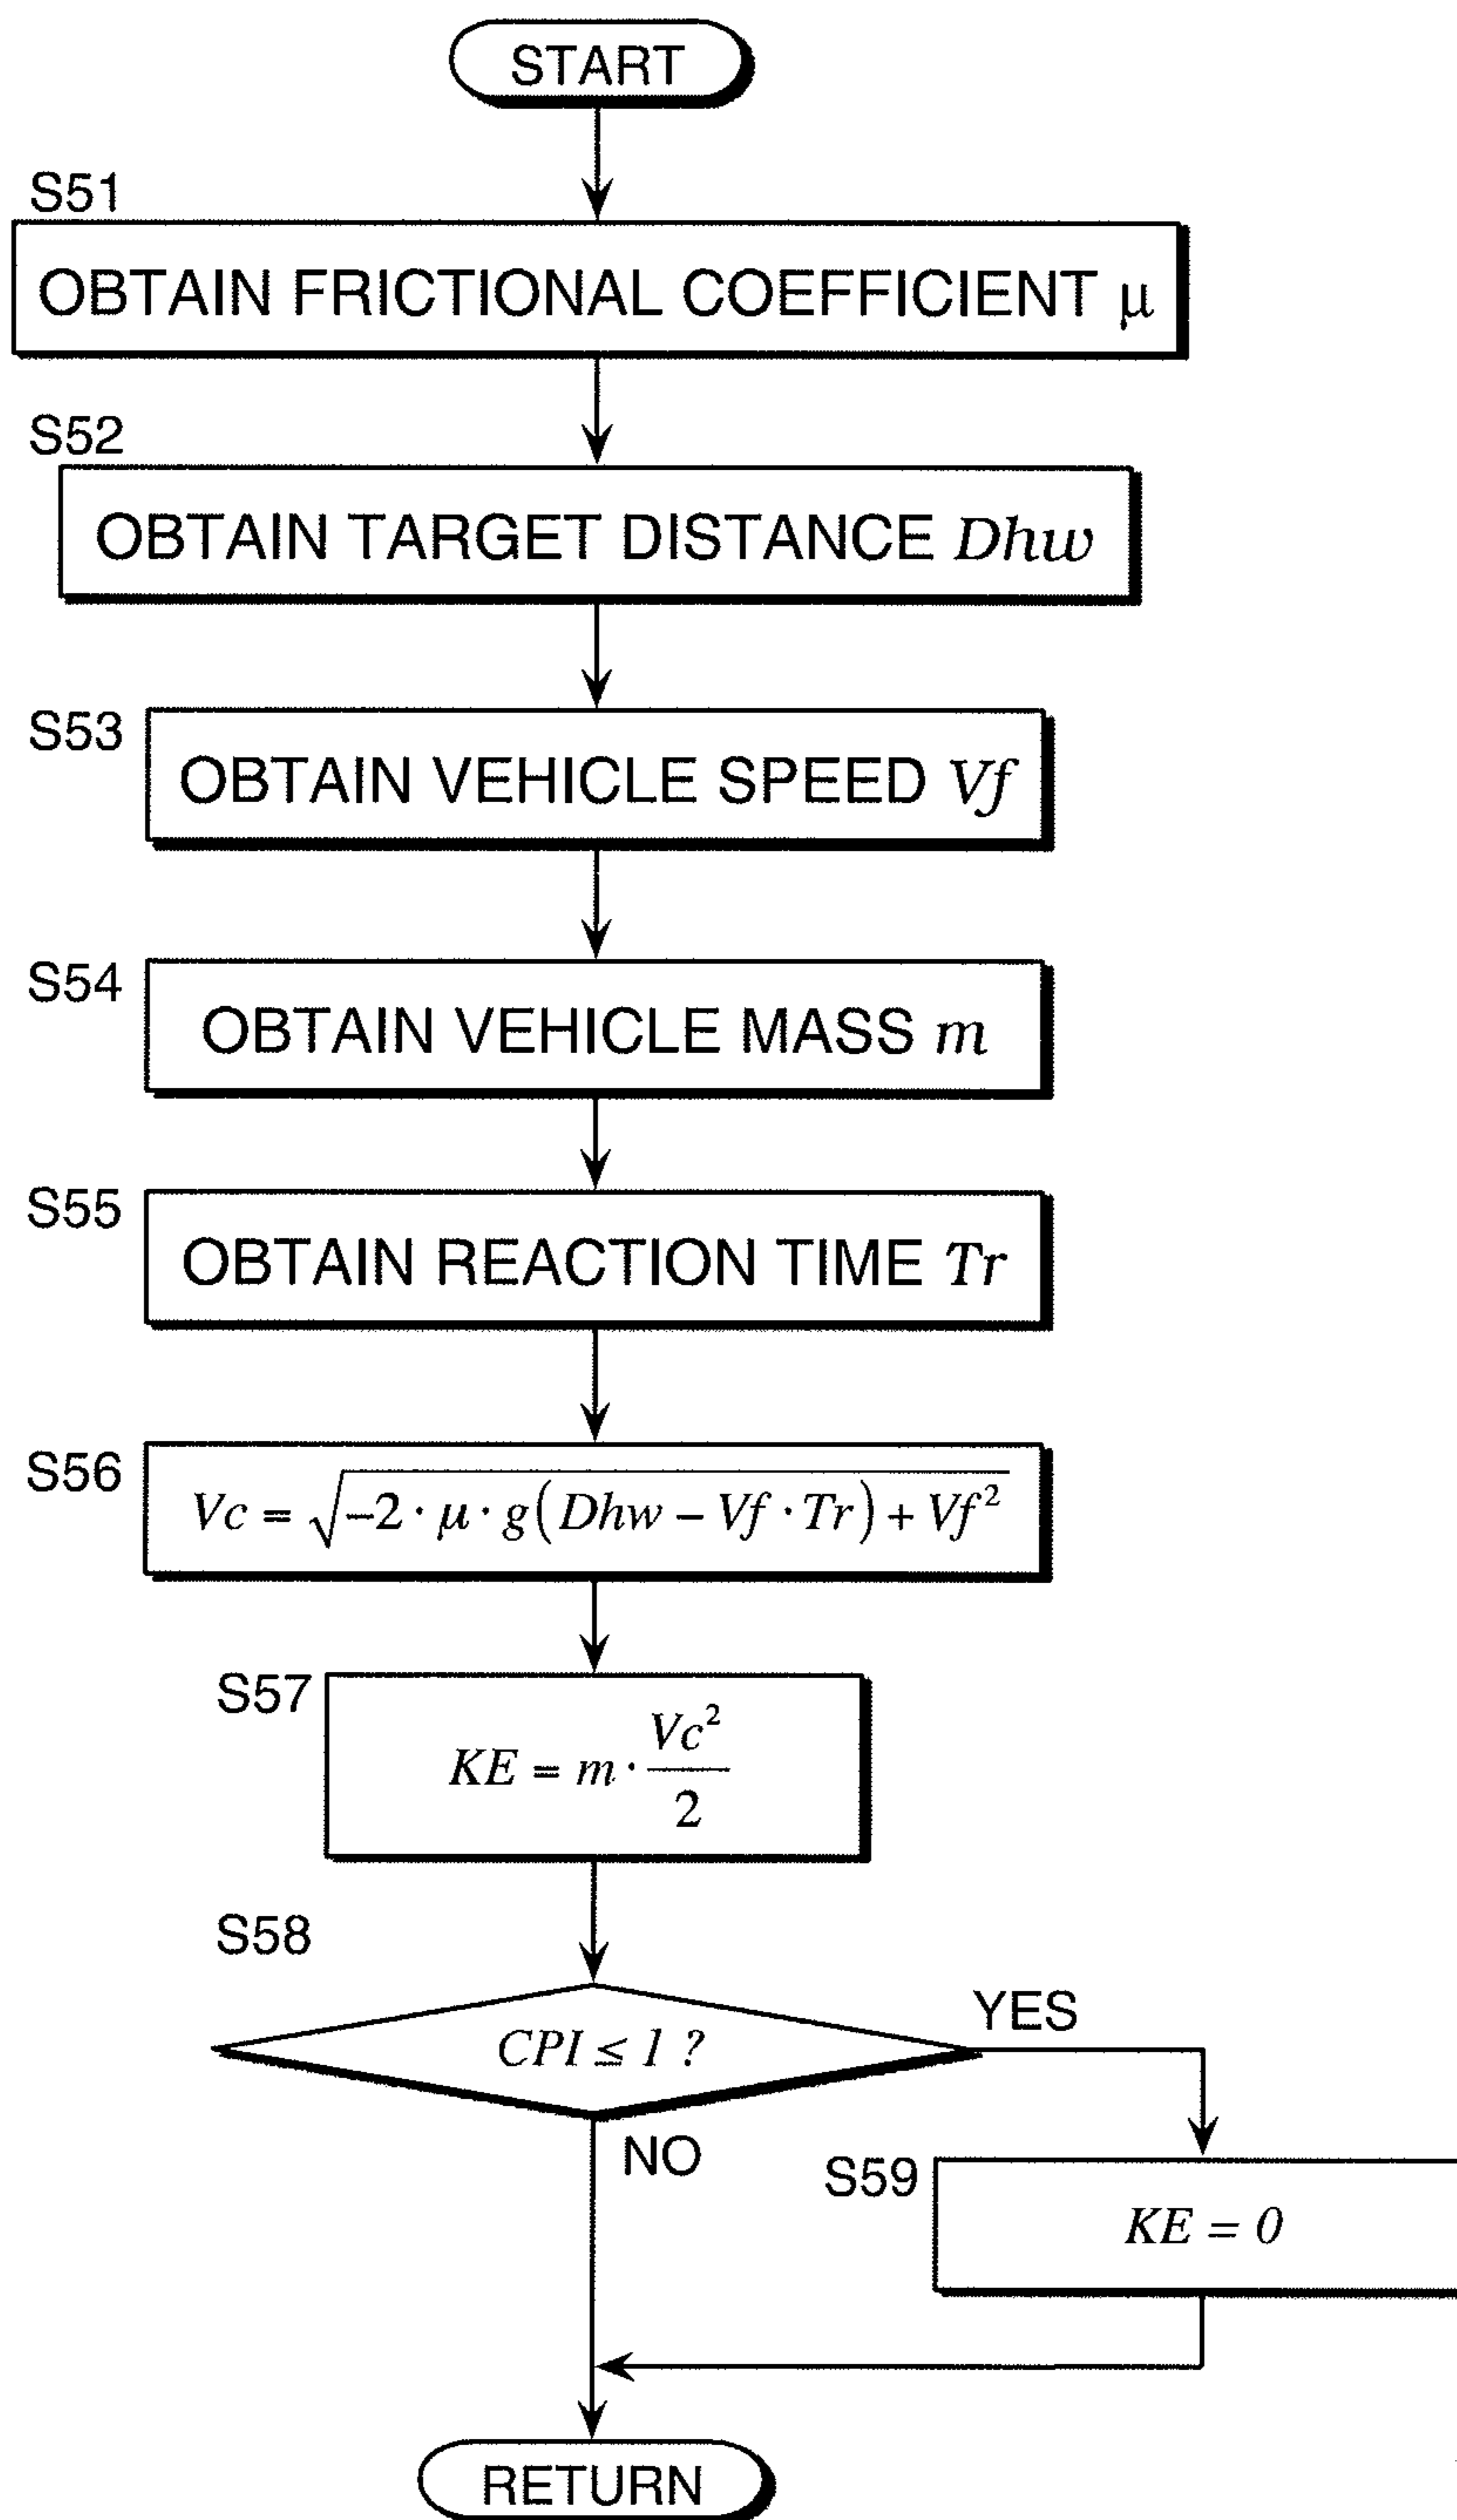 START
S51
OBTAIN FRICTIONAL COEFFICIENT μ
S52
OBTAIN TARGET DISTANCE Dhw
S53
OBTAIN VEHICLE SPEED Vf
S54
OBTAIN VEHICLE MASS m
S55
OBTAIN REACTION TIME Tr
S56
Vc = √−2 · μ · g(Dhw − Vf · Tr) + Vf²
S57
KE = m · Vc²/2
S58
CPI ≤ 1 ?
YES
NO
S59
KE = 0
RETURN